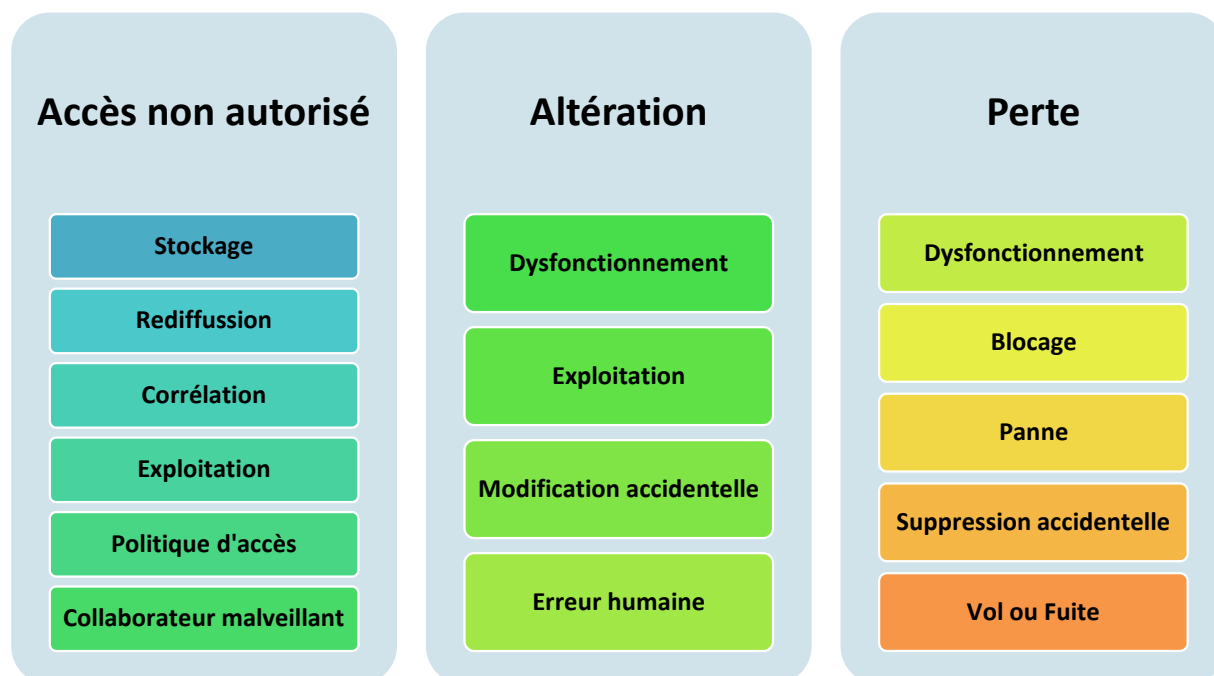 Accès non autorisé
Stockage
Rediffussion
Corrélation
Exploitation
Politique d'accès
Collaborateur malveillant
Altération
Dysfonctionnement
Exploitation
Modification accidentelle
Erreur humaine
Perte
Dysfonctionnement
Blocage
Panne
Suppression accidentelle
Vol ou Fuite